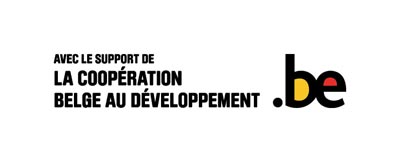 AVEC LE SUPPORT DE
LA COOPÉRATION
BELGE AU DÉVELOPPEMENT .be